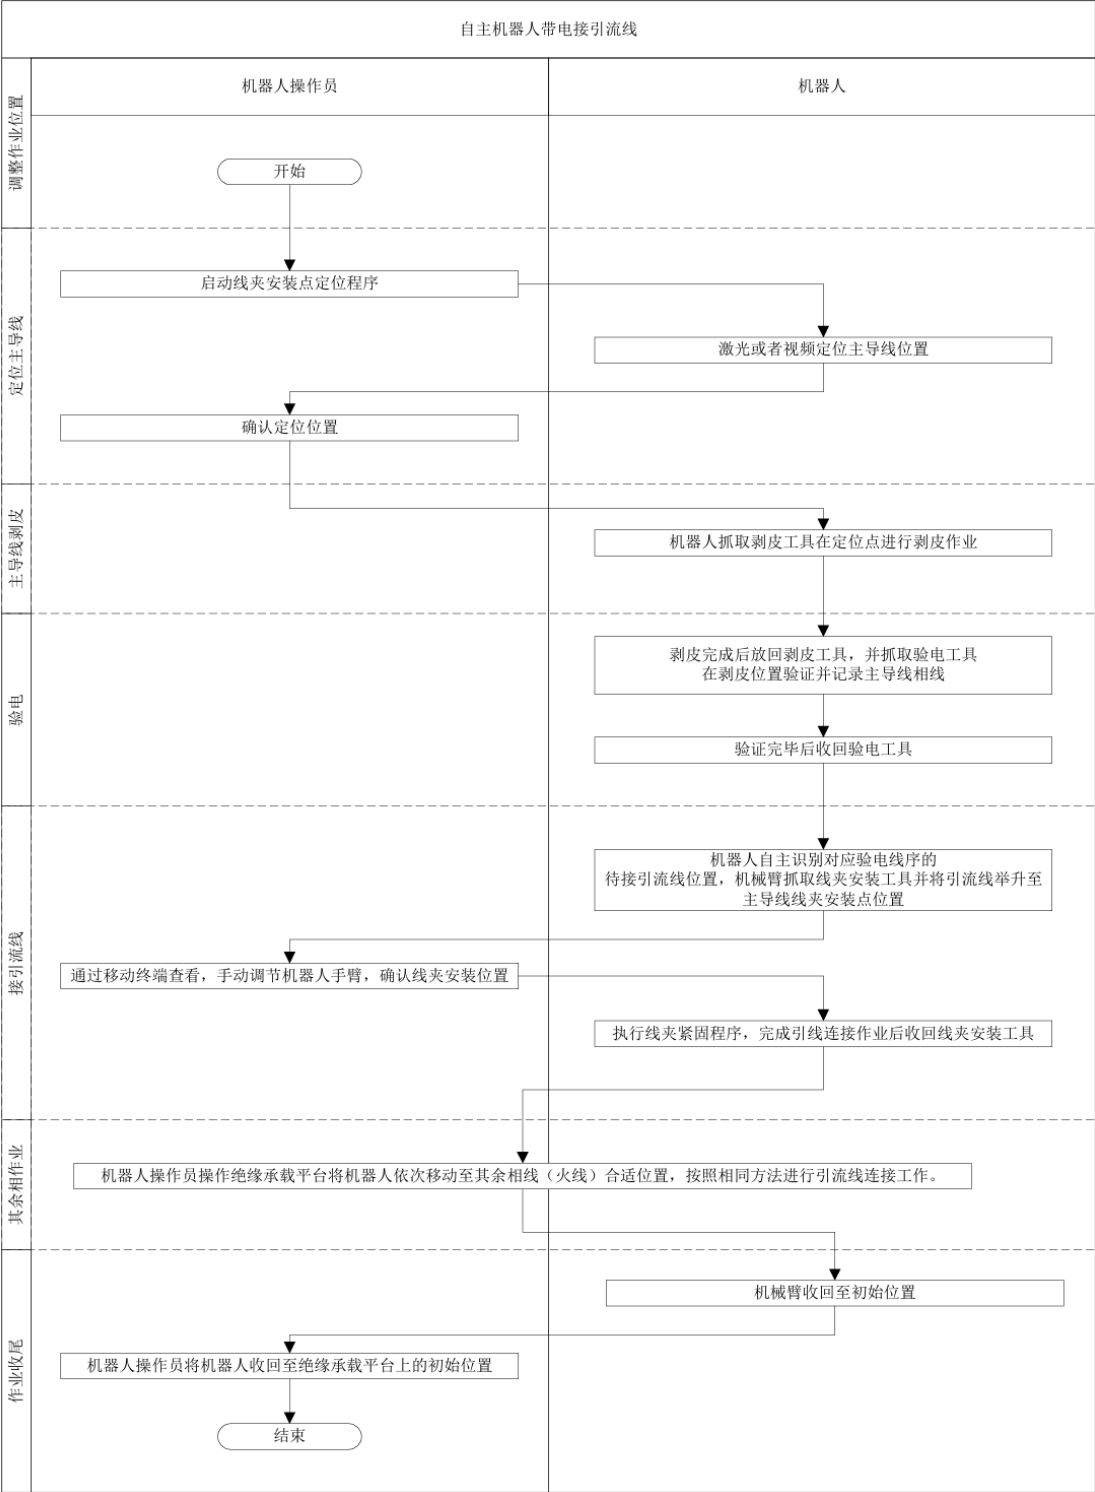 自主机器人带电接引流线
机器人操作员
机器人
调整作业位置
开始
定位主导线
启动线夹安装点定位程序
激光或者视频定位主导线位置
确认定位位置
主导线剥皮
机器人抓取剥皮工具在定位点进行剥皮作业
验电
剥皮完成后放回剥皮工具，并抓取验电工具
在剥皮位置验证并记录主导线相线
验证完毕后收回验电工具
接引流线
机器人自主识别对应验电线序的
待接引流线位置，机械臂抓取线夹安装工具并将引流线举升至
主导线线夹安装点位置
通过移动终端查看，手动调节机器人手臂，确认线夹安装位置
执行线夹紧固程序，完成引线连接作业后收回线夹安装工具
其余相作业
机器人操作员操作绝缘承载平台将机器人依次移动至其余相线（火线）合适位置，按照相同方法进行引流线连接工作。
作业收尾
机械臂收回至初始位置
机器人操作员将机器人收回至绝缘承载平台上的初始位置
结束